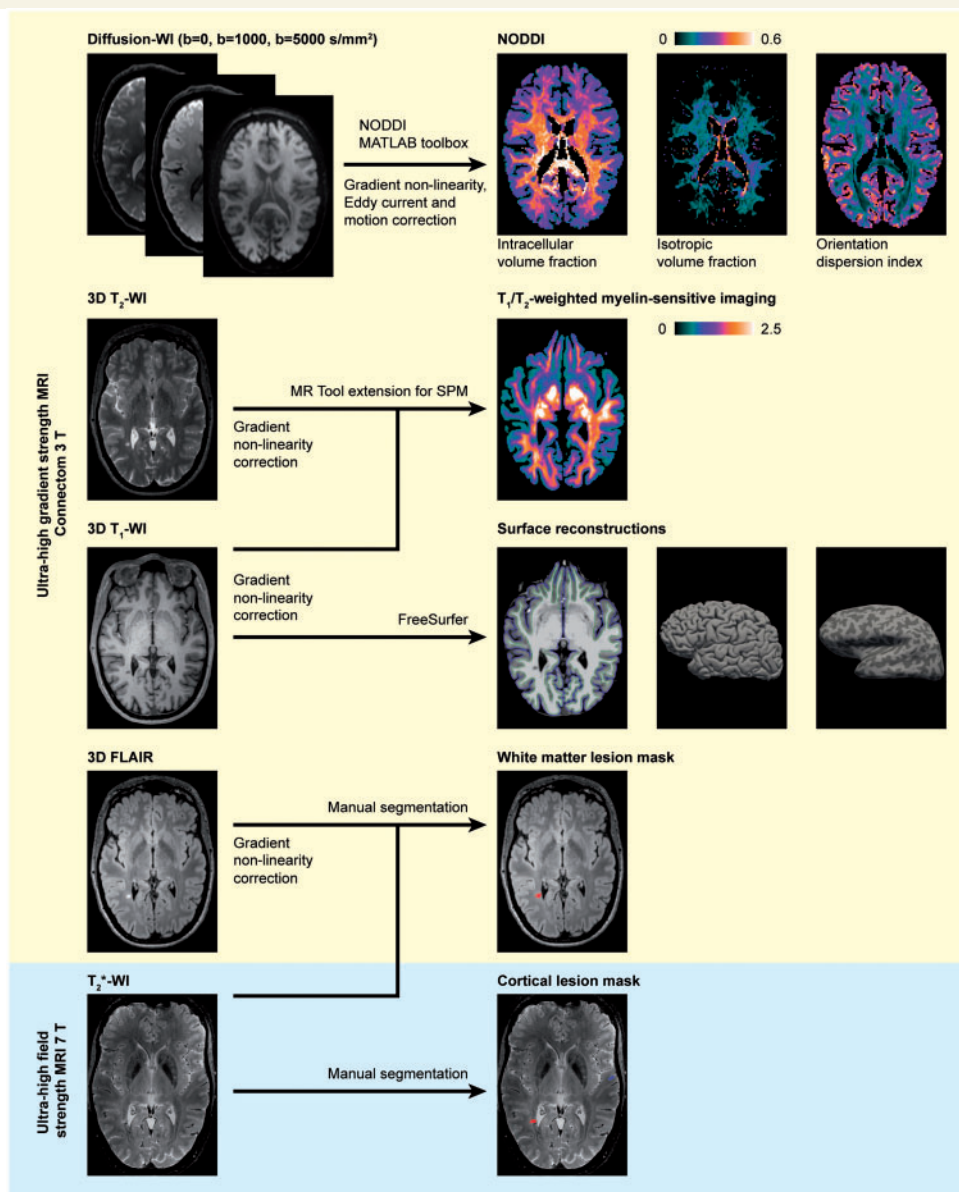 Diffusion-WI (b=0, b=1000, b=5000 s/mm²)
NODDI
0
0.6
NODDI
MATLAB toolbox
Gradient non-linearity,
Eddy current and
motion correction
Intracellular
volume fraction
Isotropic
volume fraction
Orientation
dispersion index
Ultra-high gradient strength MRI
Connectom 3 T
3D T₂-WI
T₁/T₂-weighted myelin-sensitive imaging
0
2.5
MR Tool extension for SPM
Gradient
non-linearity
correction
3D T₁-WI
Surface reconstructions
Gradient
non-linearity
correction
FreeSurfer
3D FLAIR
White matter lesion mask
Manual segmentation
Gradient
non-linearity
correction
Ultra-high field
strength MRI 7 T
T₂*-WI
Cortical lesion mask
Manual segmentation